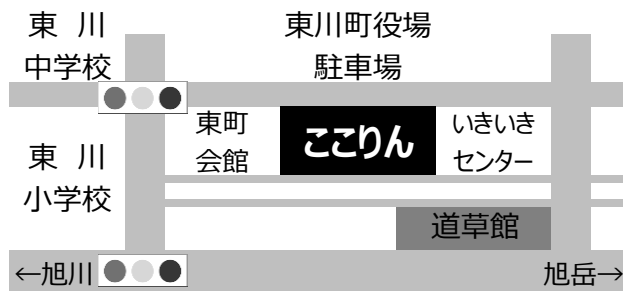 東 川
中学校
東川町役場
駐車場
東町
会館
ここりん
いきいき
センター
東 川
小学校
道草館
←旭川
旭岳→